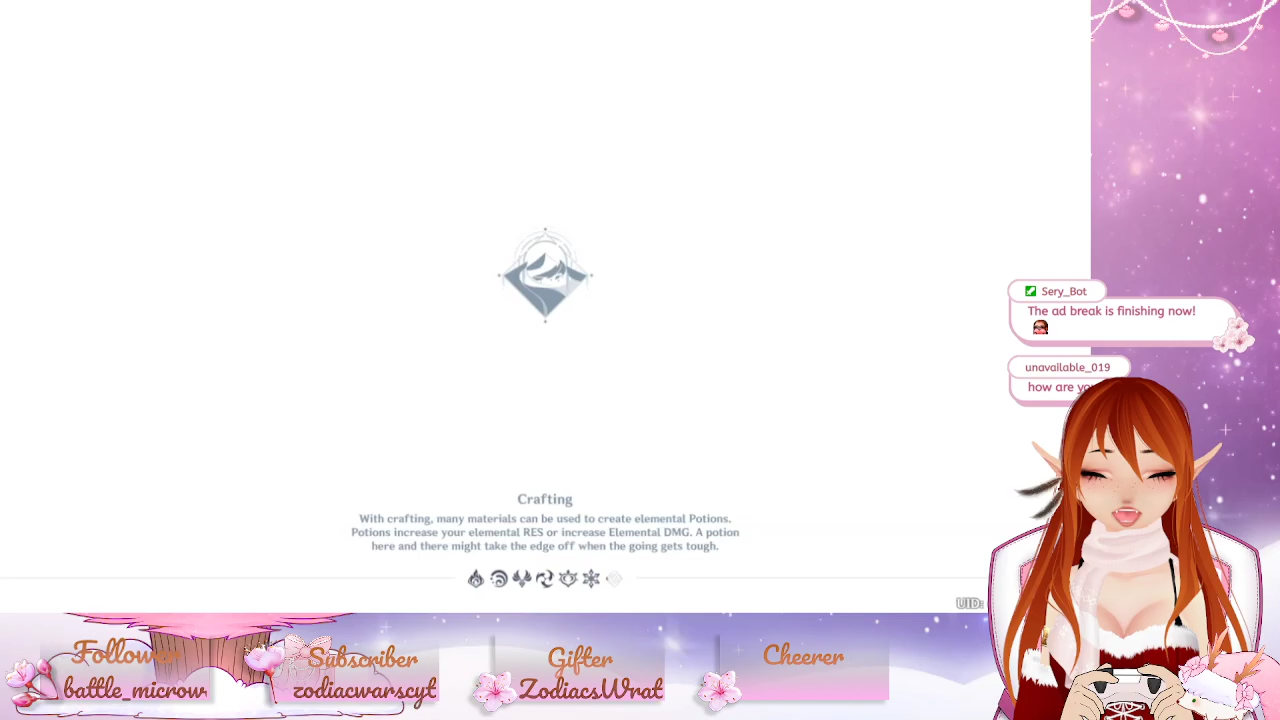 Sery_Bot
The ad break is finishing now!
unavailable_019
how are
Crafting
With crafting, many materials can be used to create elemental Potions.
Potions increase your elemental RES or increase Elemental DMG. A potion
here and there might take the edge off when the going gets tough.
UID:
Follower
battle_microw
Subscriber
zodiacwarscyt
Gifter
ZodiacsWrat
Cheerer